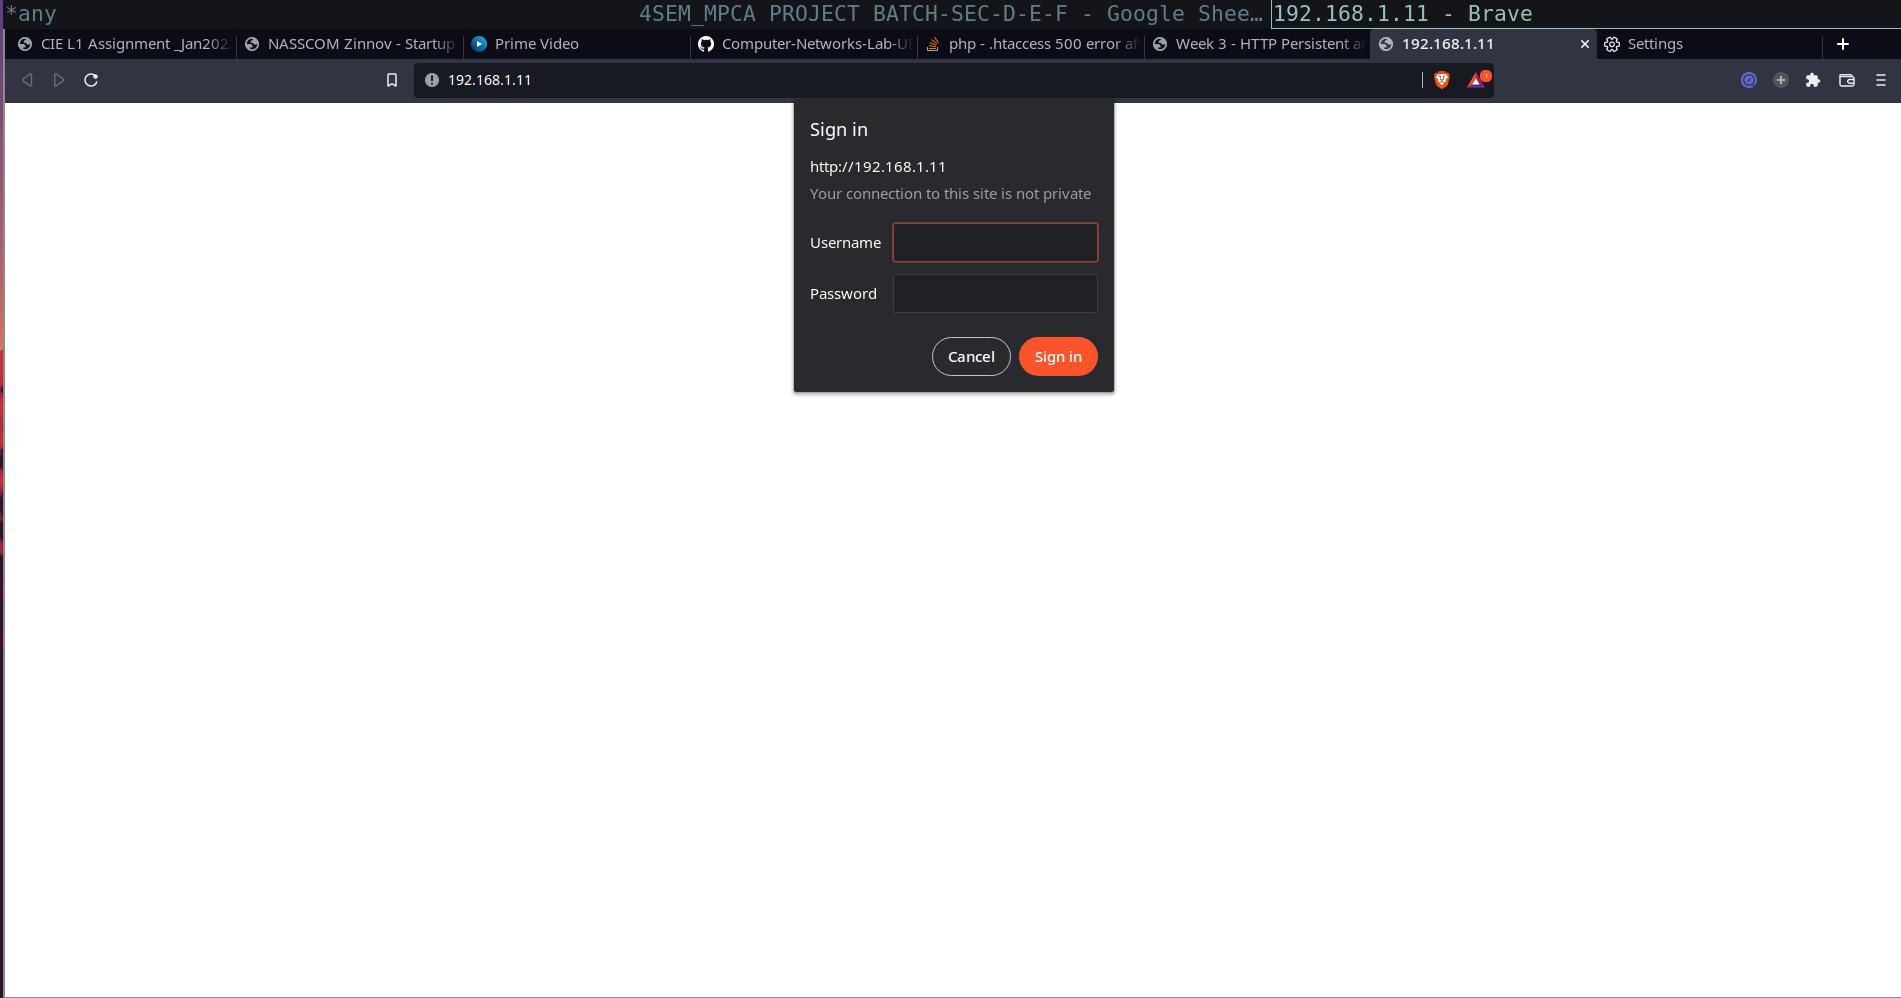 *any 4SEM_MPCA PROJECT BATCH-SEC-D-E-F - Google Shee… 192.168.1.11 - Brave
CIE L1 Assignment _Jan202 NASSCOM Zinnov - Startup Prime Video Computer-Networks-Lab-U php - .htaccess 500 error af Week 3 - HTTP Persistent ar 192.168.1.11 Settings
192.168.1.11
1
Sign in
http://192.168.1.11
Your connection to this site is not private
Username
Password
Cancel Sign in